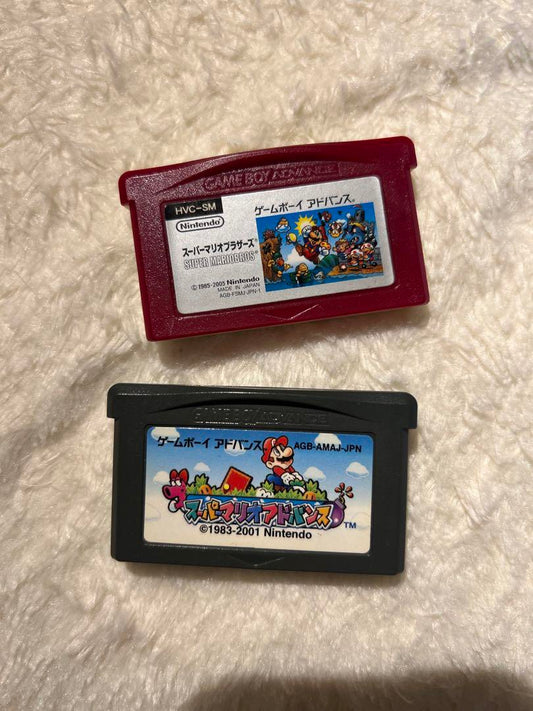 GAME BOY ADVANCE
HVC-SM
ゲームボーイ アドバンス®
Nintendo®
スーパーマリオブラザーズ®
SUPER MARIOBROS®
© 1985-2005 Nintendo
MADE IN JAPAN
AGB-FSMJ-JPN-1
GAME BOY ADVANCE
ゲームボーイ アドバンス
AGB-AMAJ-JPN
スーパーマリオアドバンス
TM
©1983-2001 Nintendo